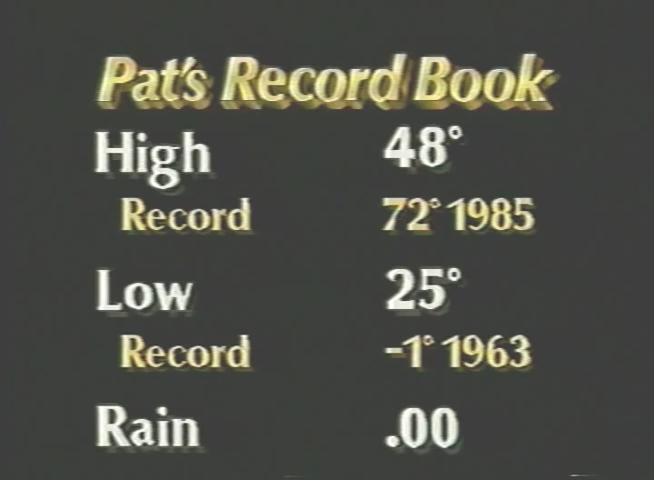 Pat's Record Book
High 48°
Record 72° 1985
Low 25°
Record -1° 1963
Rain .00